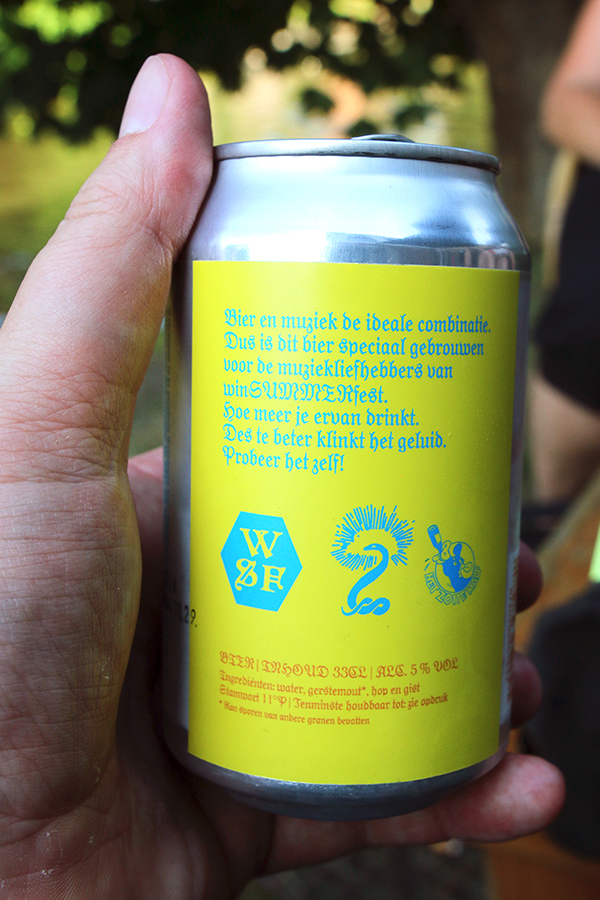 Bier en muziek de ideale combinatie.
Dus is dit bier speciaal gebrouwen
voor de muziekliefhebbers van
winSUMMERfest.
Hoe meer je ervan drinkt.
Des te beter klinkt het geluid.
Probeer het zelf!
W
SF
BIER | INHOUD 33CL | ALC. 5% VOL
Ingrediënten: water, gerstemout*, hop en gist
Stamwort 11°P | Tenminste houdbaar tot: zie opdruk
* Kan sporen van andere granen bevatten